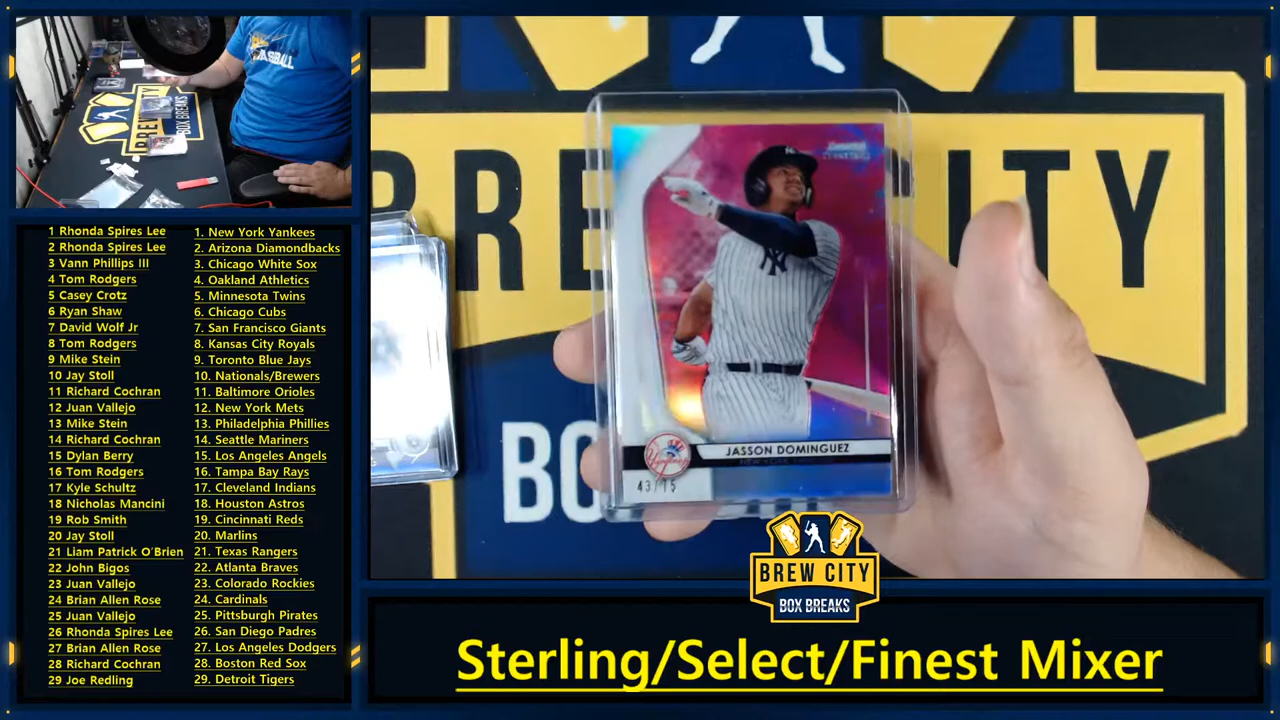 BASEBALL
BREW CITY
BOX BREAKS
1 Rhonda Spires Lee
2 Rhonda Spires Lee
3 Vann Phillips III
4 Tom Rodgers
5 Casey Crotz
6 Ryan Shaw
7 David Wolf Jr
8 Tom Rodgers
9 Mike Stein
10 Jay Stoll
11 Richard Cochran
12 Juan Vallejo
13 Mike Stein
14 Richard Cochran
15 Dylan Berry
16 Tom Rodgers
17 Kyle Schultz
18 Nicholas Mancini
19 Rob Smith
20 Jay Stoll
21 Liam Patrick O'Brien
22 John Bigos
23 Juan Vallejo
24 Brian Allen Rose
25 Juan Vallejo
26 Rhonda Spires Lee
27 Brian Allen Rose
28 Richard Cochran
29 Joe Redling
1. New York Yankees
2. Arizona Diamondbacks
3. Chicago White Sox
4. Oakland Athletics
5. Minnesota Twins
6. Chicago Cubs
7. San Francisco Giants
8. Kansas City Royals
9. Toronto Blue Jays
10. Nationals/Brewers
11. Baltimore Orioles
12. New York Mets
13. Philadelphia Phillies
14. Seattle Mariners
15. Los Angeles Angels
16. Tampa Bay Rays
17. Cleveland Indians
18. Houston Astros
19. Cincinnati Reds
20. Marlins
21. Texas Rangers
22. Atlanta Braves
23. Colorado Rockies
24. Cardinals
25. Pittsburgh Pirates
26. San Diego Padres
27. Los Angeles Dodgers
28. Boston Red Sox
29. Detroit Tigers
BRE ITY
BO
NY
JASSON DOMINGUEZ
Yankees
43/75
BREW CITY
BOX BREAKS
Sterling/Select/Finest Mixer